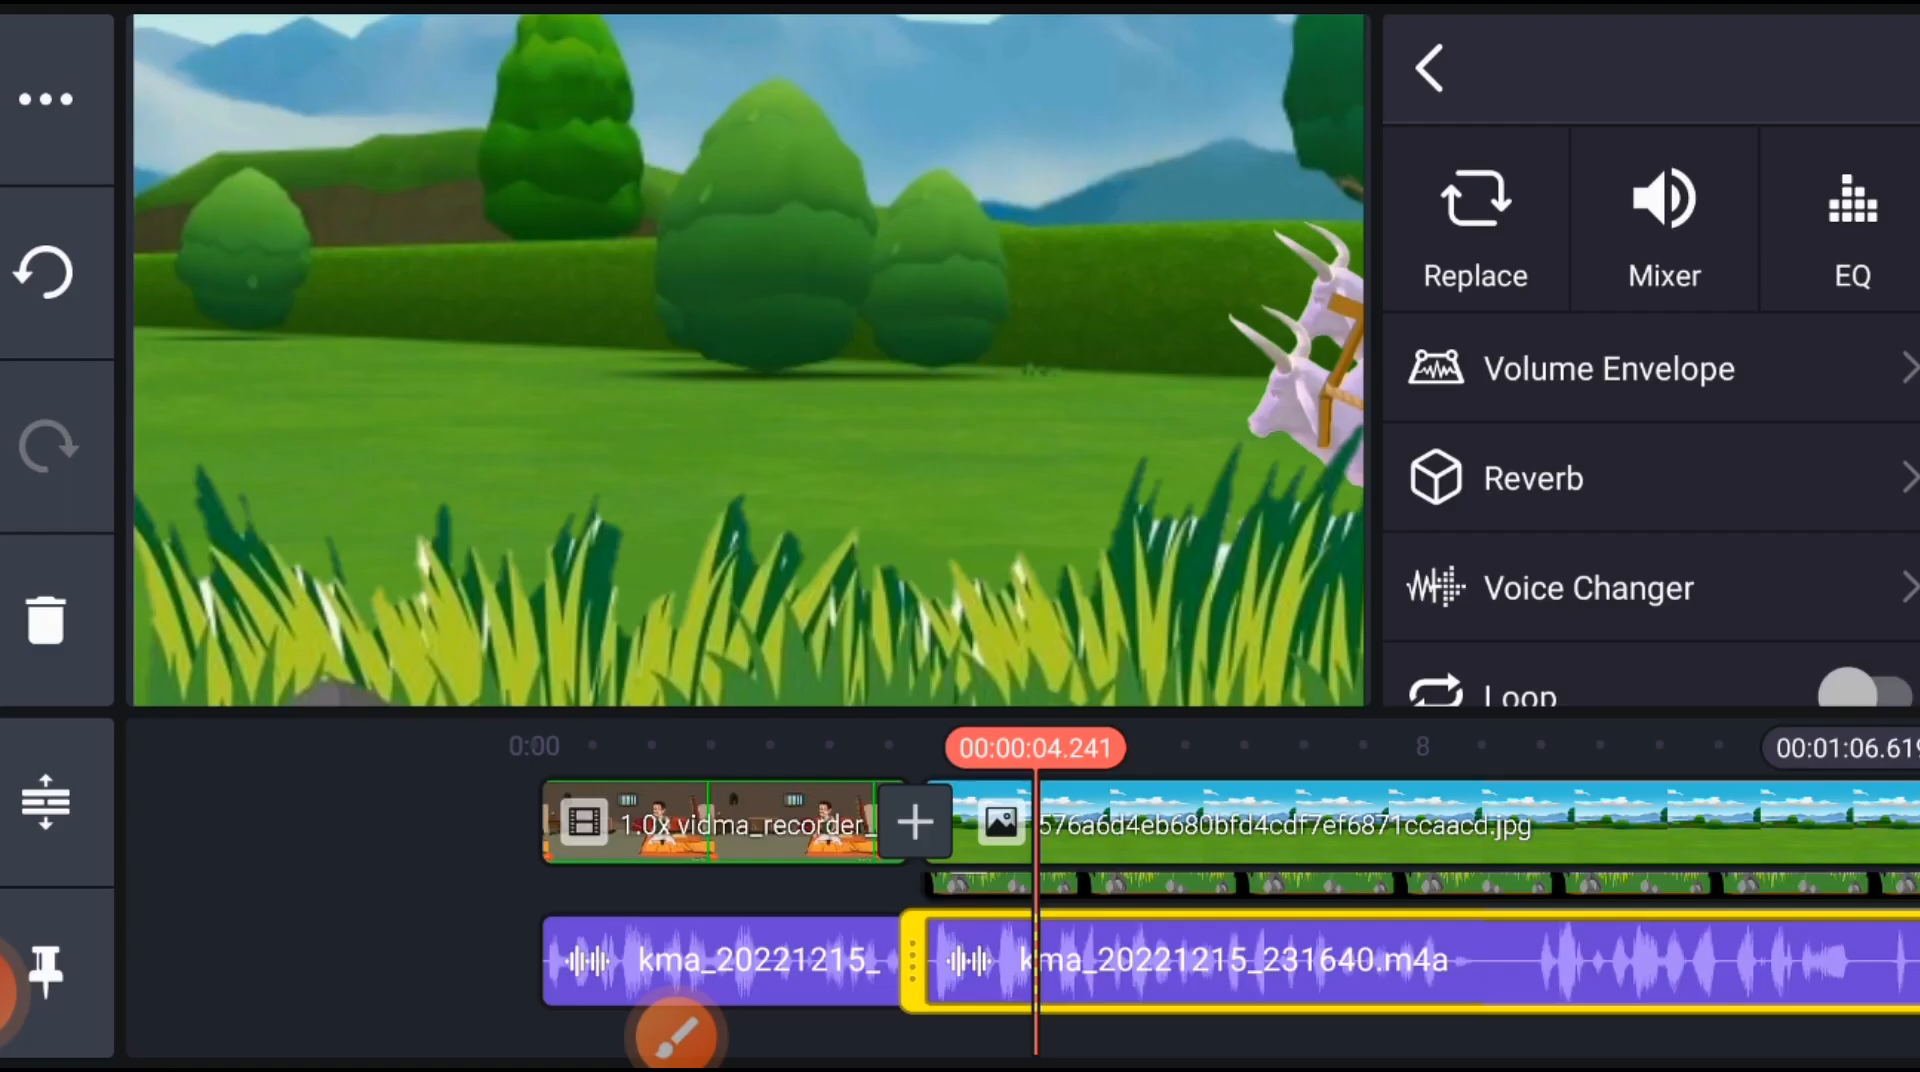 Replace
Mixer
EQ
Volume Envelope
Reverb
Voice Changer
Loop
0:00
00:00:04.241
8
00:01:06.619
1.0x vidma_recorder_
576a6d4eb680bfd4cdf7ef6871ccaacd.jpg
kma_20221215_
kma_20221215_231640.m4a